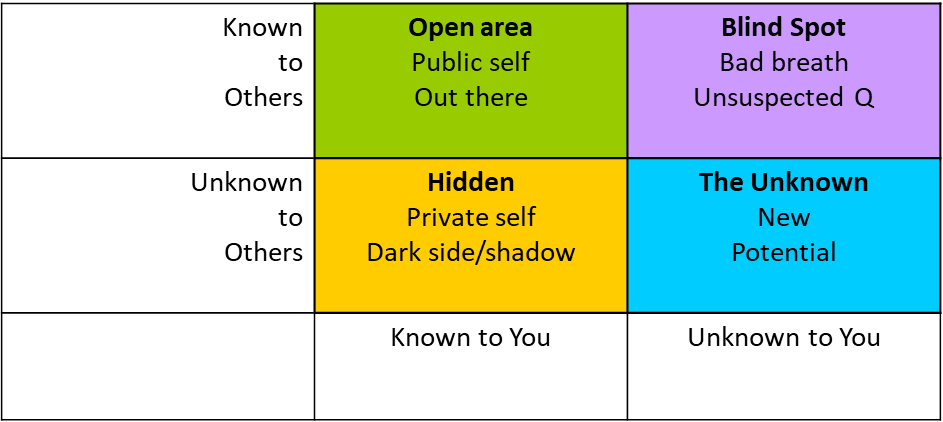 Known
to
Others
Open area
Public self
Out there
Blind Spot
Bad breath
Unsuspected Q
Unknown
to
Others
Hidden
Private self
Dark side/shadow
The Unknown
New
Potential
Known to You
Unknown to You